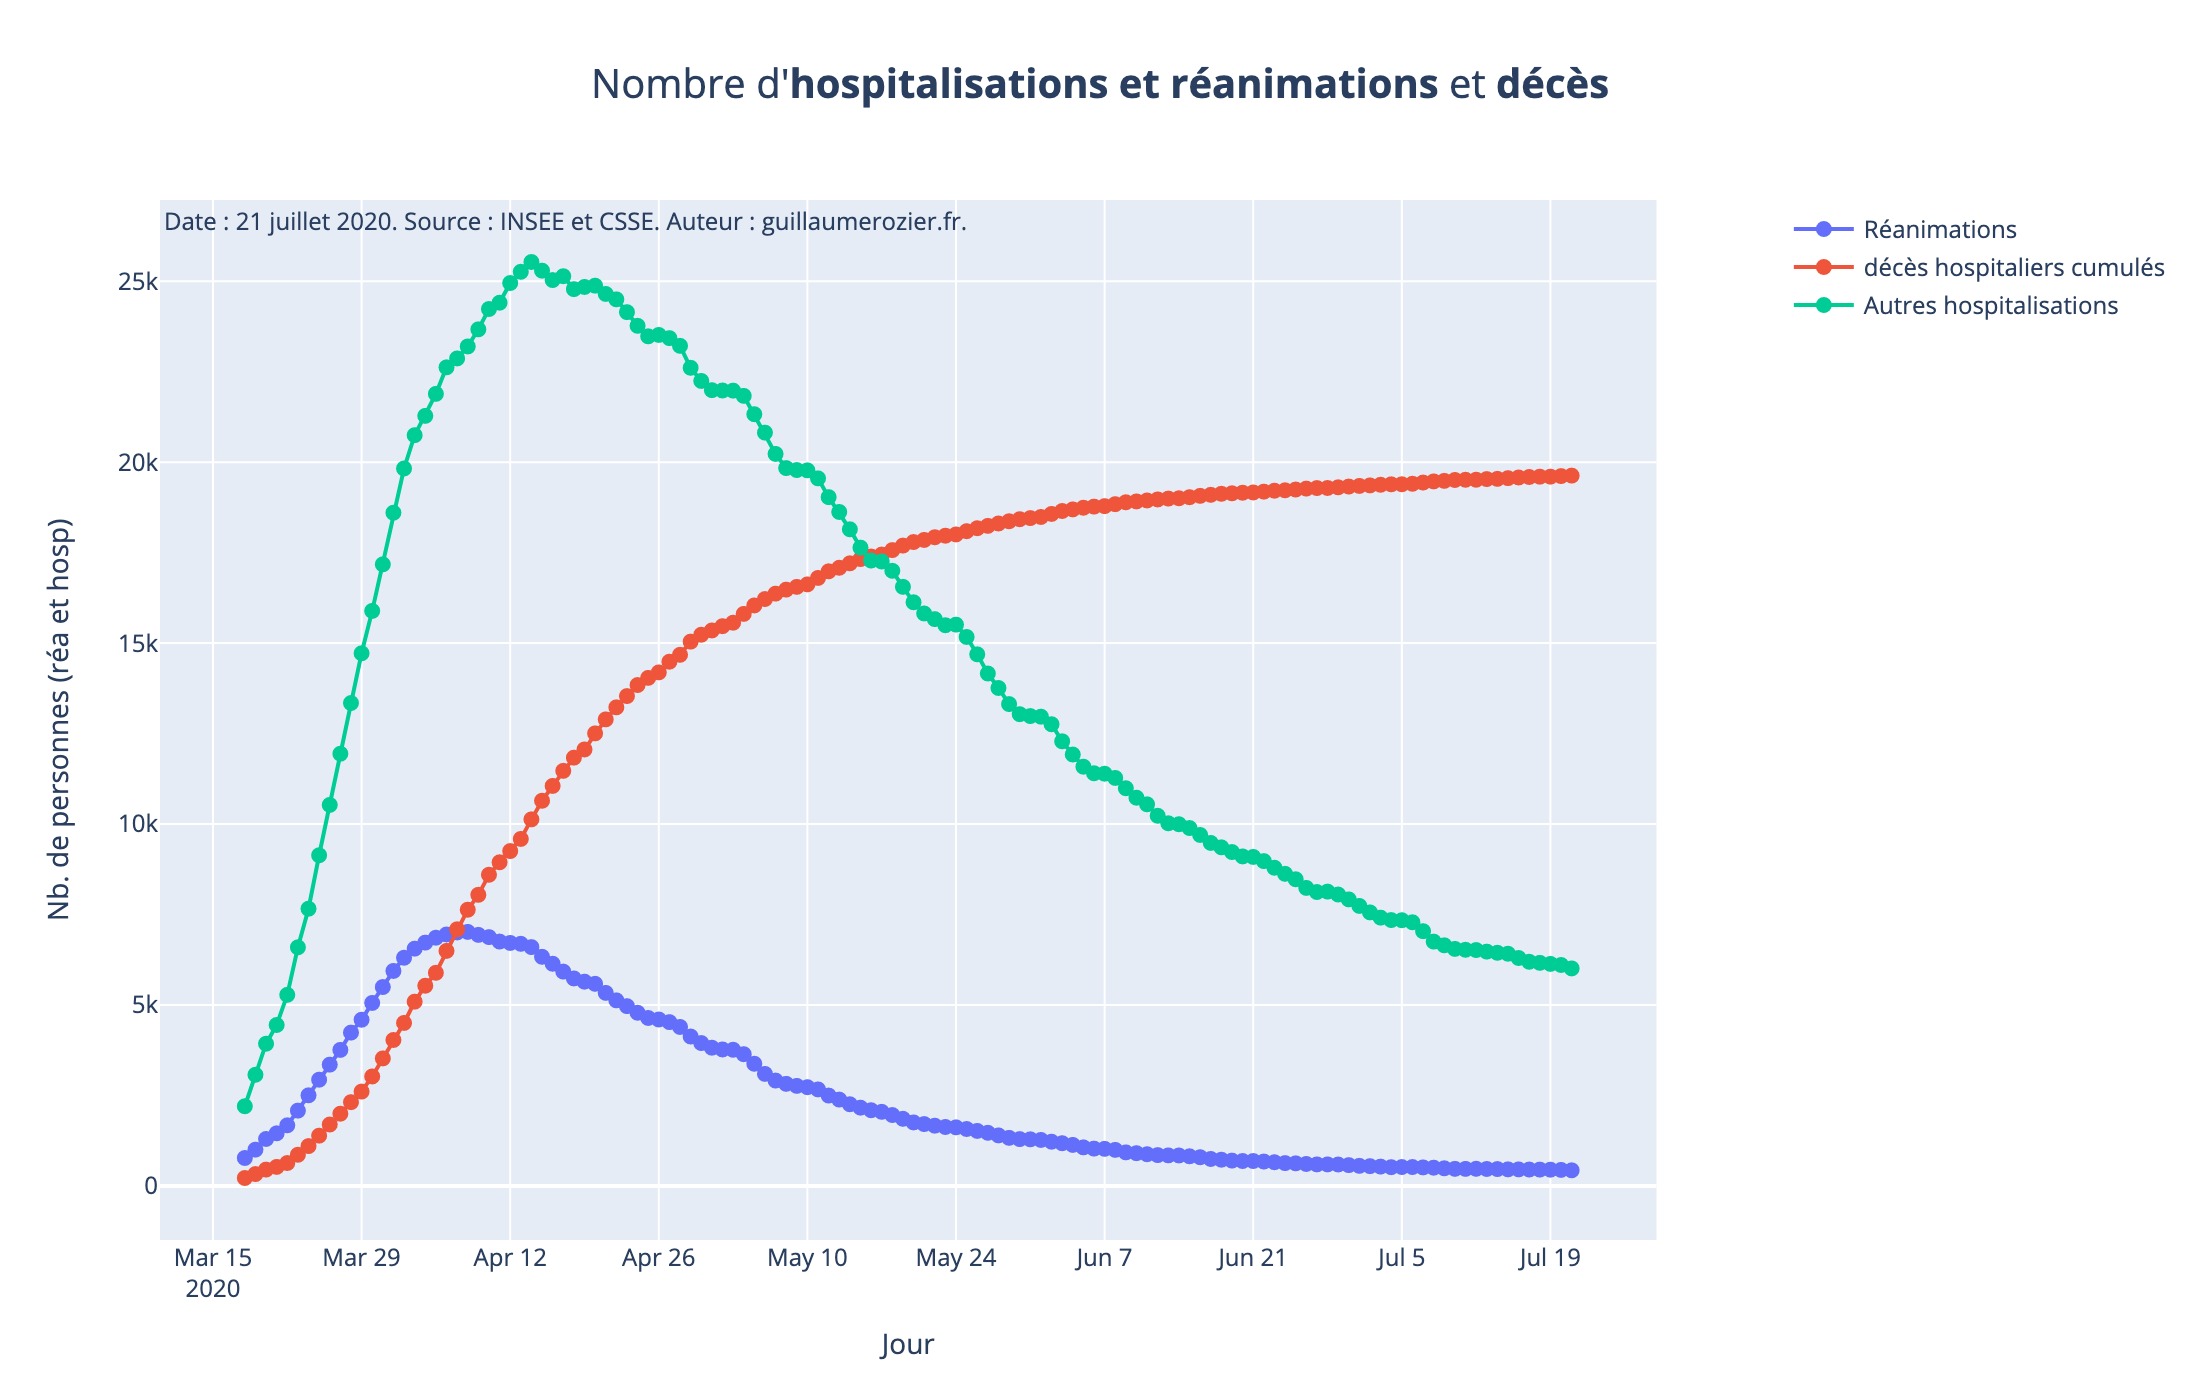 Nombre d'hospitalisations et réanimations et décès
Date : 21 juillet 2020. Source : INSEE et CSSE. Auteur : guillaumerozier.fr.
Réanimations
décès hospitaliers cumulés
Autres hospitalisations
Nb. de personnes (réa et hosp)
25k
20k
15k
10k
5k
0
Mar 15 Mar 29 Apr 12 Apr 26 May 10 May 24 Jun 7 Jun 21 Jul 5 Jul 19
2020
Jour